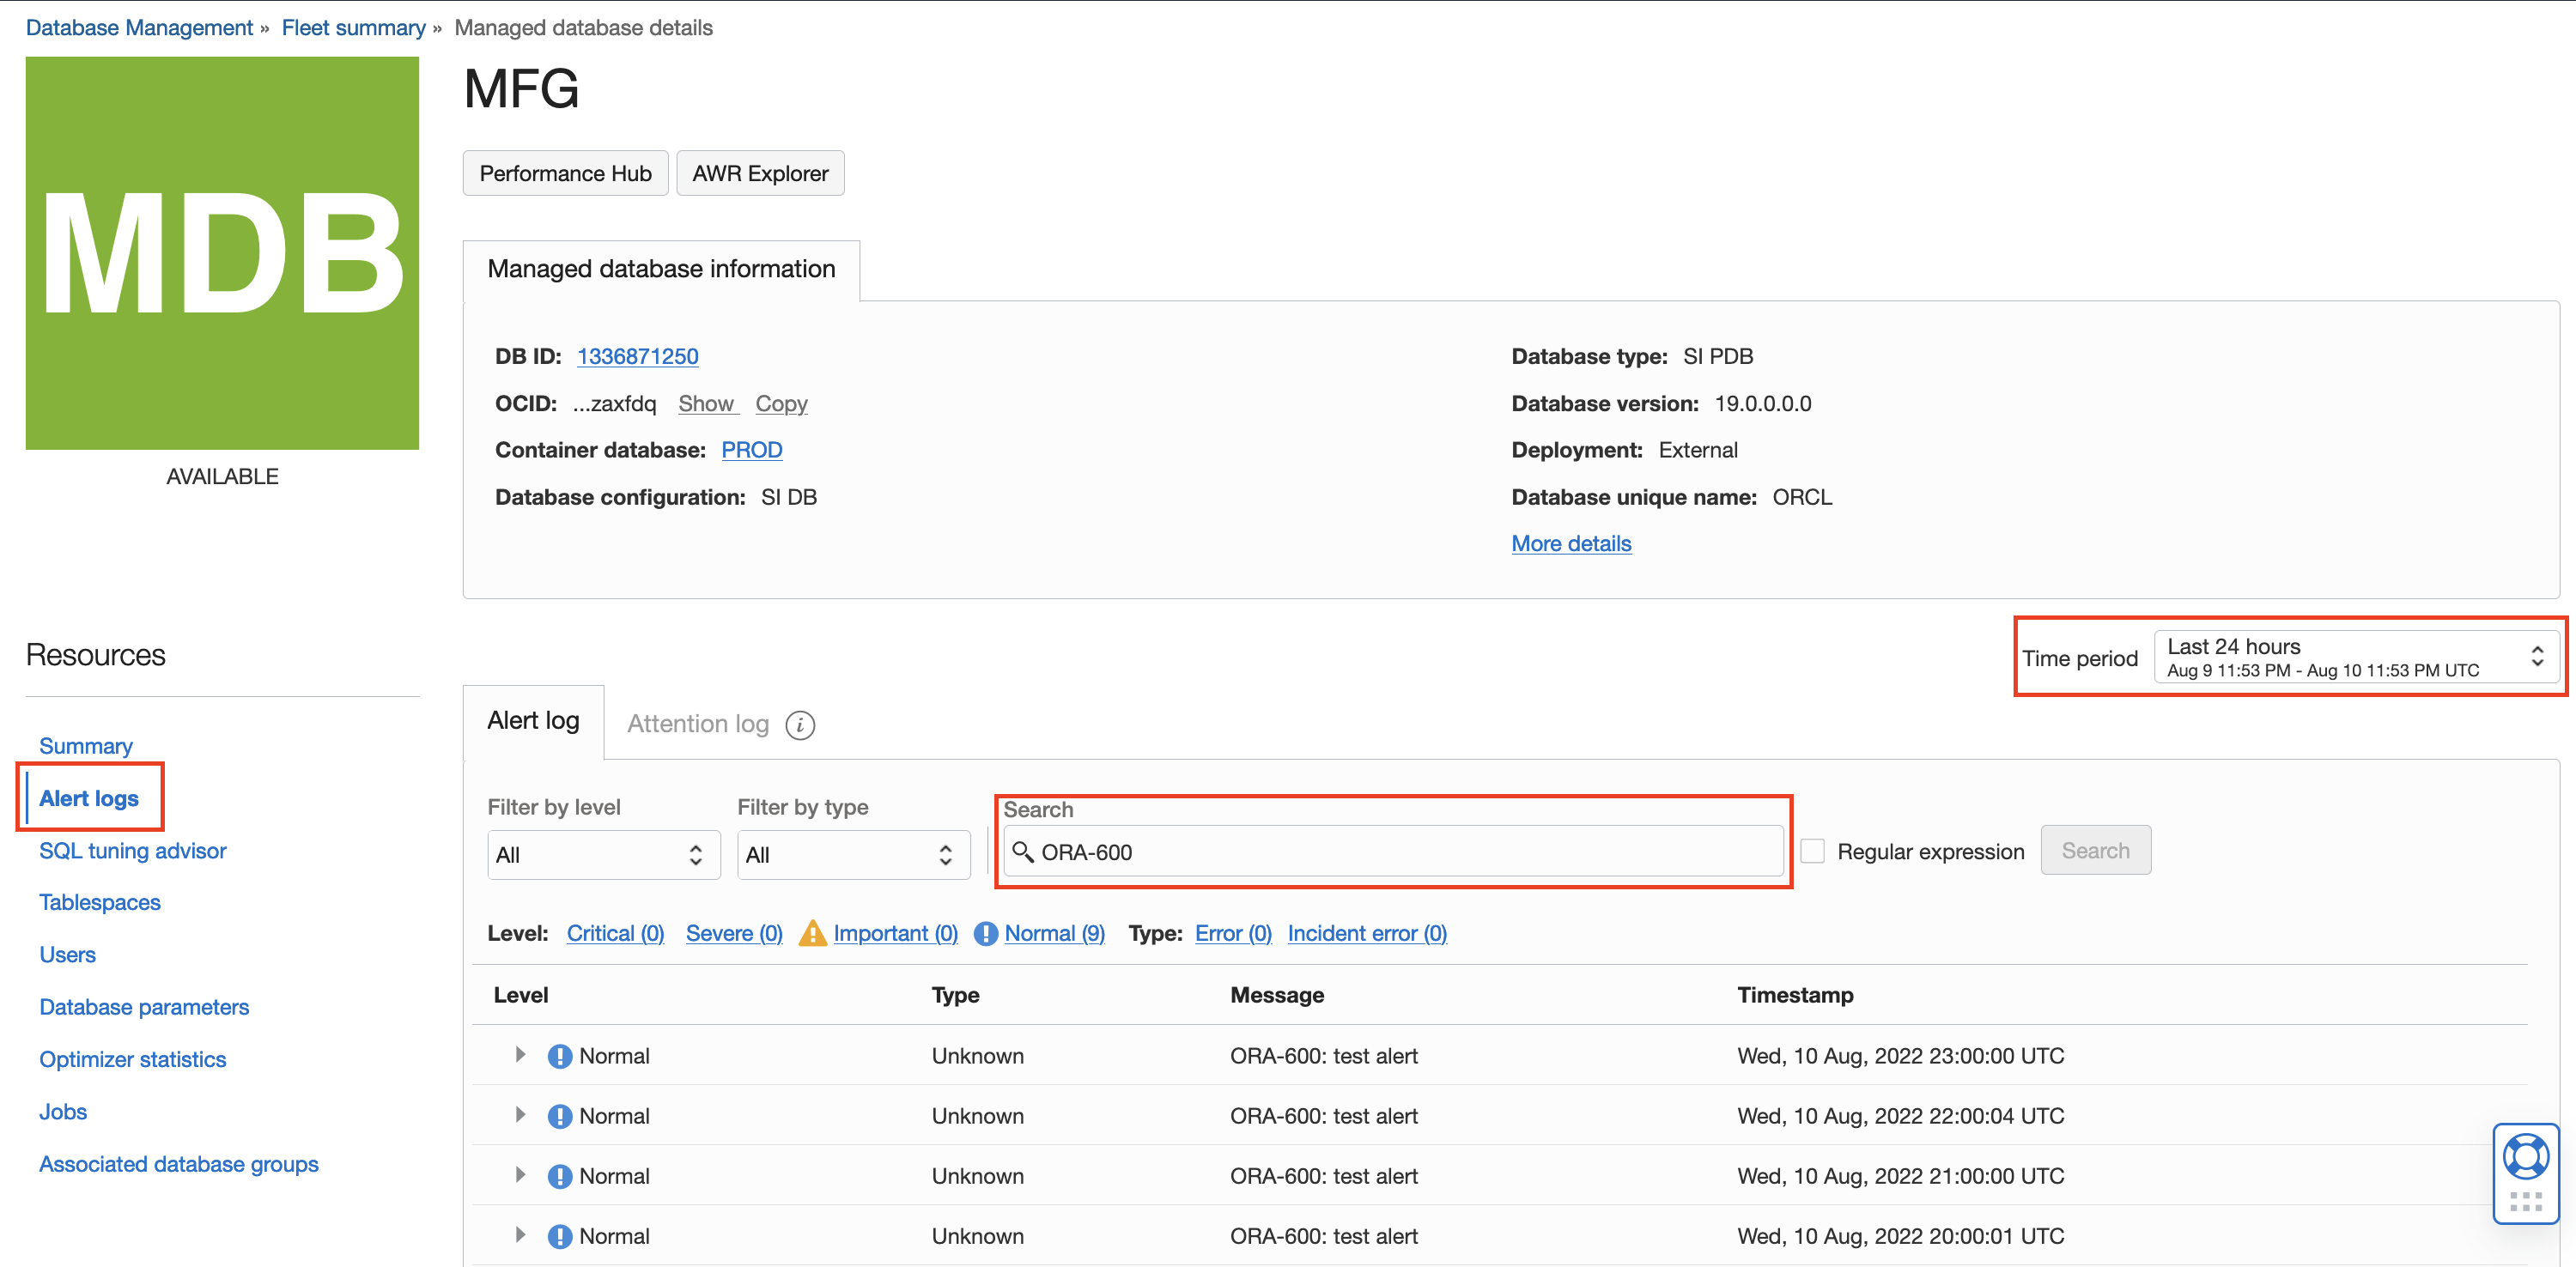 Database Management » Fleet summary » Managed database details
MDB
AVAILABLE
MFG
Performance Hub AWR Explorer
Managed database information
DB ID: 1336871250
OCID: ...zaxfdq Show Copy
Container database: PROD
Database configuration: SI DB
Database type: SI PDB
Database version: 19.0.0.0.0
Deployment: External
Database unique name: ORCL
More details
Resources
Summary
Alert logs
SQL tuning advisor
Tablespaces
Users
Database parameters
Optimizer statistics
Jobs
Associated database groups
Time period Last 24 hours
Aug 9 11:53 PM - Aug 10 11:53 PM UTC
Alert log Attention log i
Filter by level Filter by type Search
All All ORA-600 Regular expression Search
Level: Critical (0) Severe (0) Important (0) Normal (9) Type: Error (0) Incident error (0)
Level Type Message Timestamp
Normal Unknown ORA-600: test alert Wed, 10 Aug, 2022 23:00:00 UTC
Normal Unknown ORA-600: test alert Wed, 10 Aug, 2022 22:00:04 UTC
Normal Unknown ORA-600: test alert Wed, 10 Aug, 2022 21:00:00 UTC
Normal Unknown ORA-600: test alert Wed, 10 Aug, 2022 20:00:01 UTC